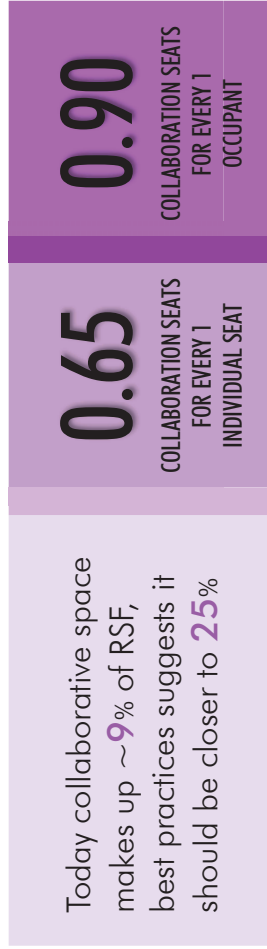 Today collaborative space
makes up ~9% of RSF,
best practices suggests it
should be closer to 25%
0.65
COLLABORATION SEATS
FOR EVERY 1
INDIVIDUAL SEAT
0.90
COLLABORATION SEATS
FOR EVERY 1
OCCUPANT